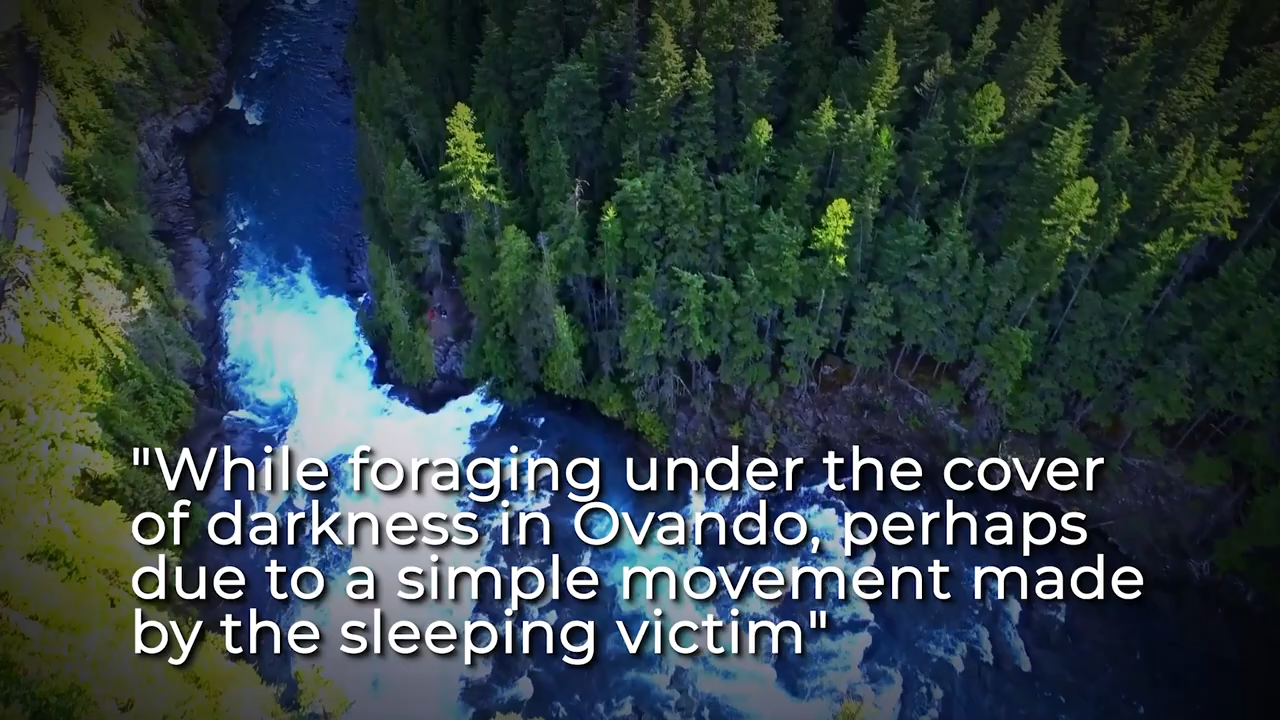 "While foraging under the cover
of darkness in Ovando, perhaps
due to a simple movement made
by the sleeping victim"